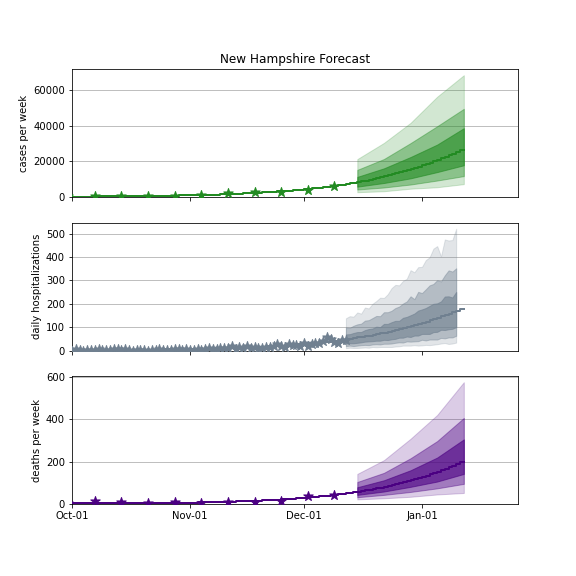 New Hampshire Forecast
60000
40000
20000
0
cases per week
500
400
300
200
100
0
daily hospitalizations
600
400
200
0
deaths per week
Oct-01 Nov-01 Dec-01 Jan-01